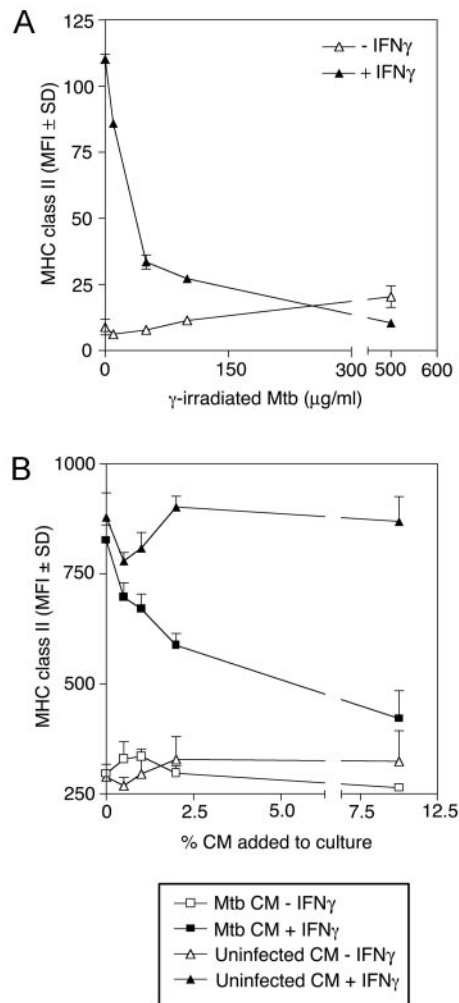 A
- IFNγ
+ IFNγ
MHC class II (MFI ± SD)
125
100
75
50
25
0
0
150
300
500
600
γ-irradiated Mtb (μg/ml)
B
MHC class II (MFI ± SD)
1000
750
500
250
0
2.5
5.0
7.5
10.0
12.5
% CM added to culture
Mtb CM - IFNγ
Mtb CM + IFNγ
Uninfected CM - IFNγ
Uninfected CM + IFNγ